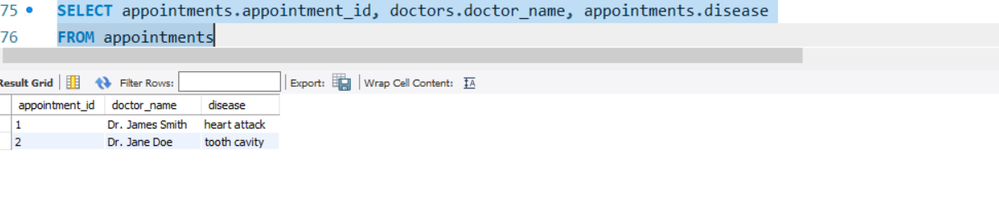 75 SELECT appointments.appointment_id, doctors.doctor_name, appointments.disease
76 FROM appointments
Result Grid Filter Rows: Export: Wrap Cell Content: IA
appointment_id doctor_name disease
1 Dr. James Smith heart attack
2 Dr. Jane Doe tooth cavity